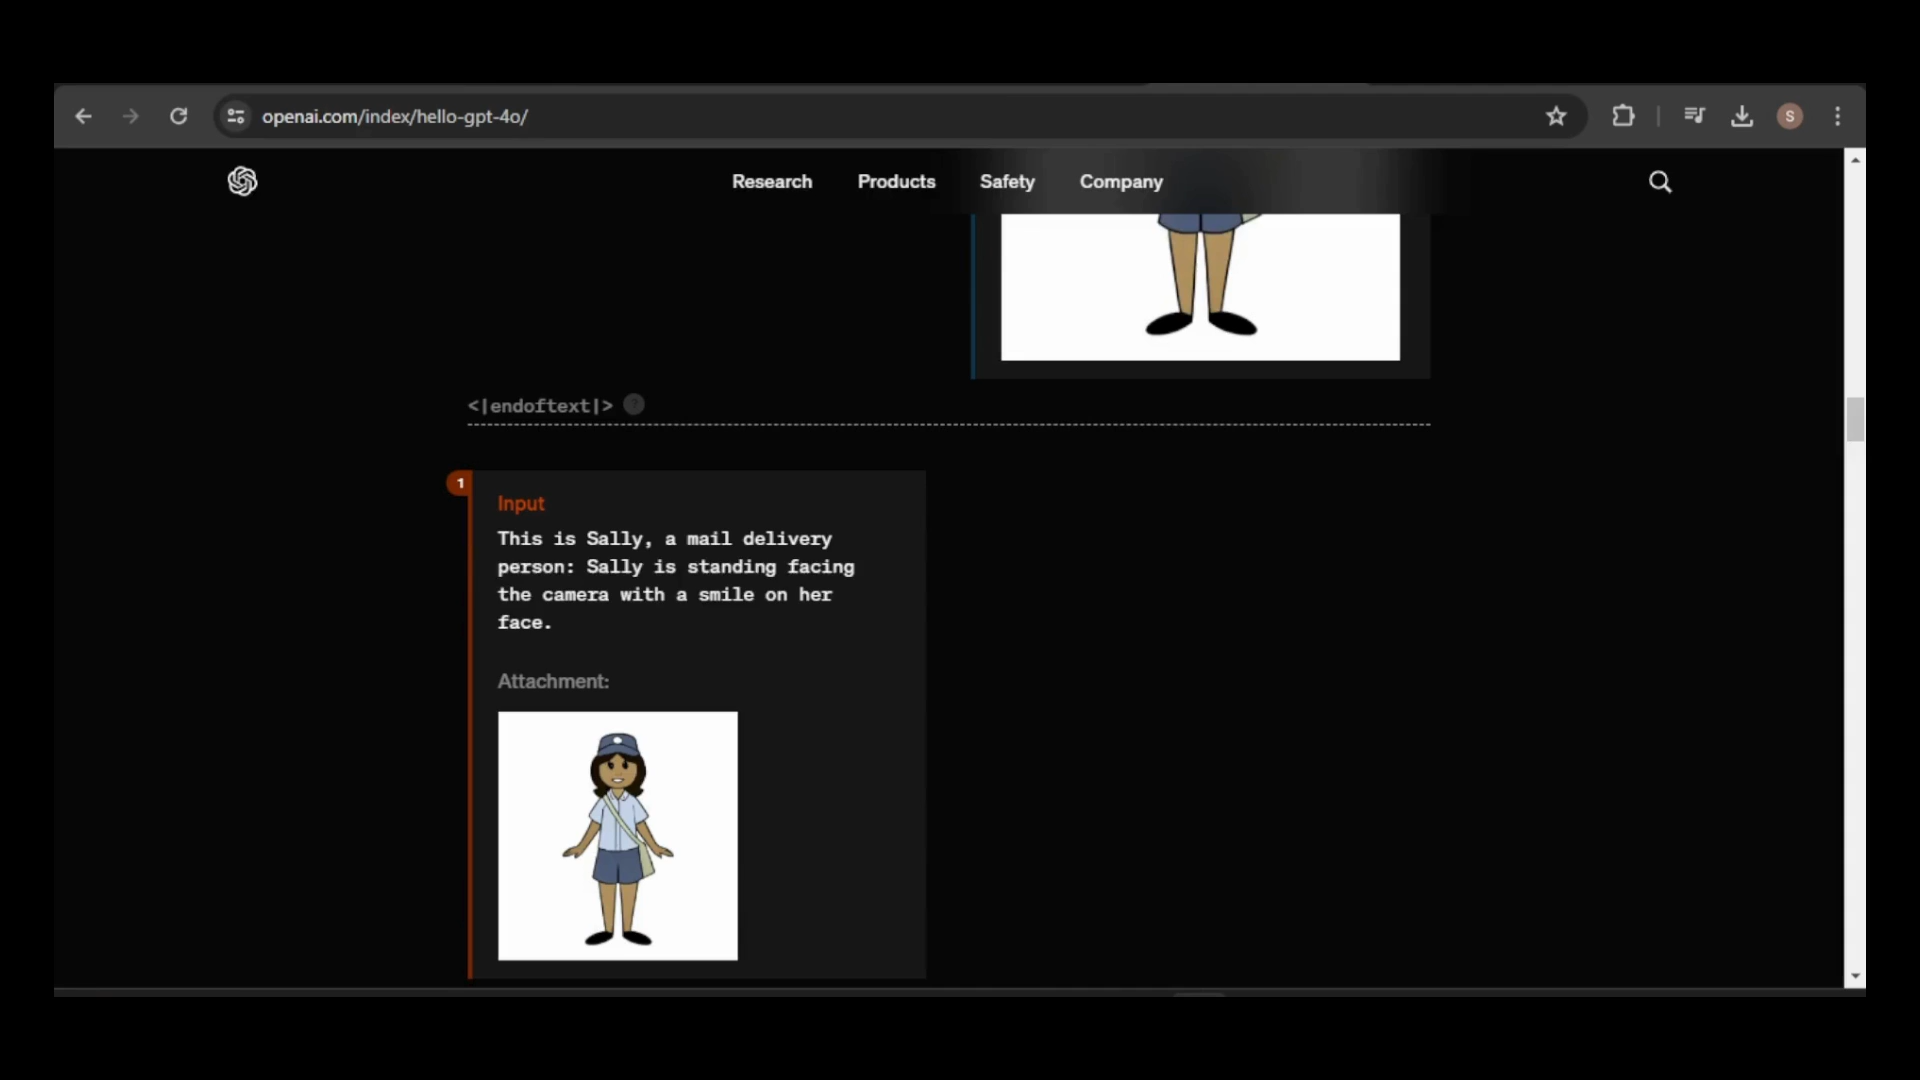 openai.com/index/hello-gpt-4o/
S
Research Products Safety Company
<|endoftext|> ?
1
Input
This is Sally, a mail delivery
person: Sally is standing facing
the camera with a smile on her
face.
Attachment: